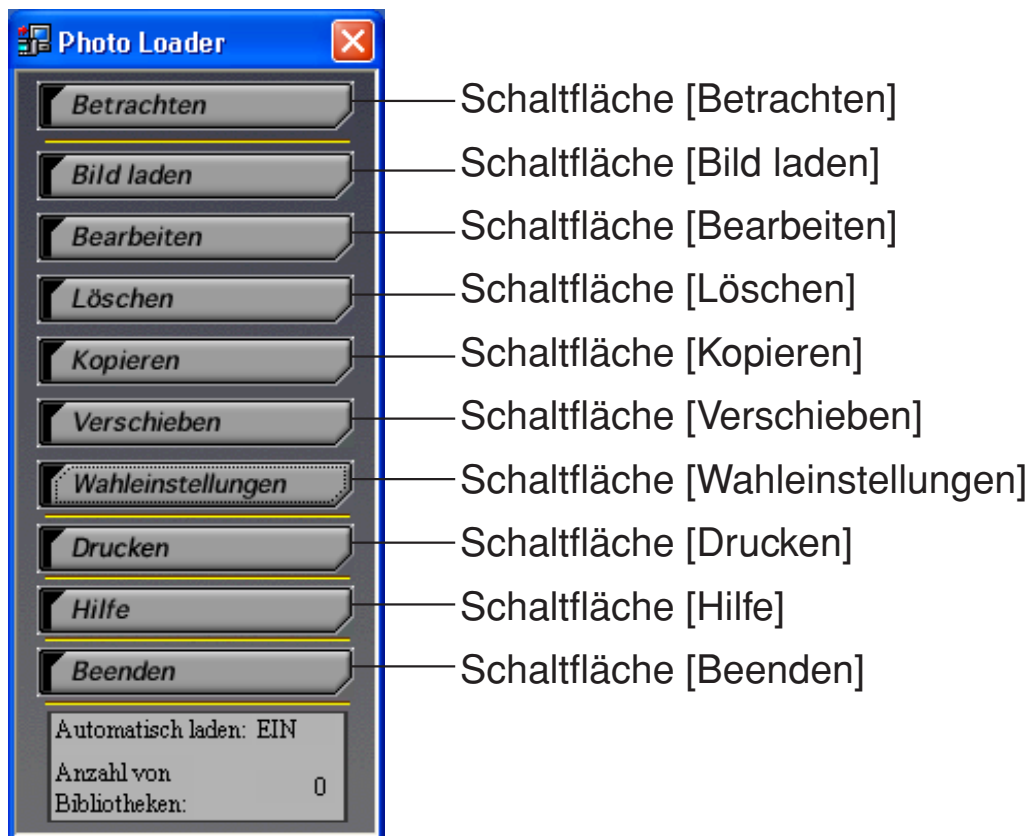 Photo Loader
Betrachten Schaltfläche [Betrachten]
Bild laden Schaltfläche [Bild laden]
Bearbeiten Schaltfläche [Bearbeiten]
Löschen Schaltfläche [Löschen]
Kopieren Schaltfläche [Kopieren]
Verschieben Schaltfläche [Verschieben]
Wahleinstellungen Schaltfläche [Wahleinstellungen]
Drucken Schaltfläche [Drucken]
Hilfe Schaltfläche [Hilfe]
Beenden Schaltfläche [Beenden]
Automatisch laden: EIN
Anzahl von
Bibliotheken: 0